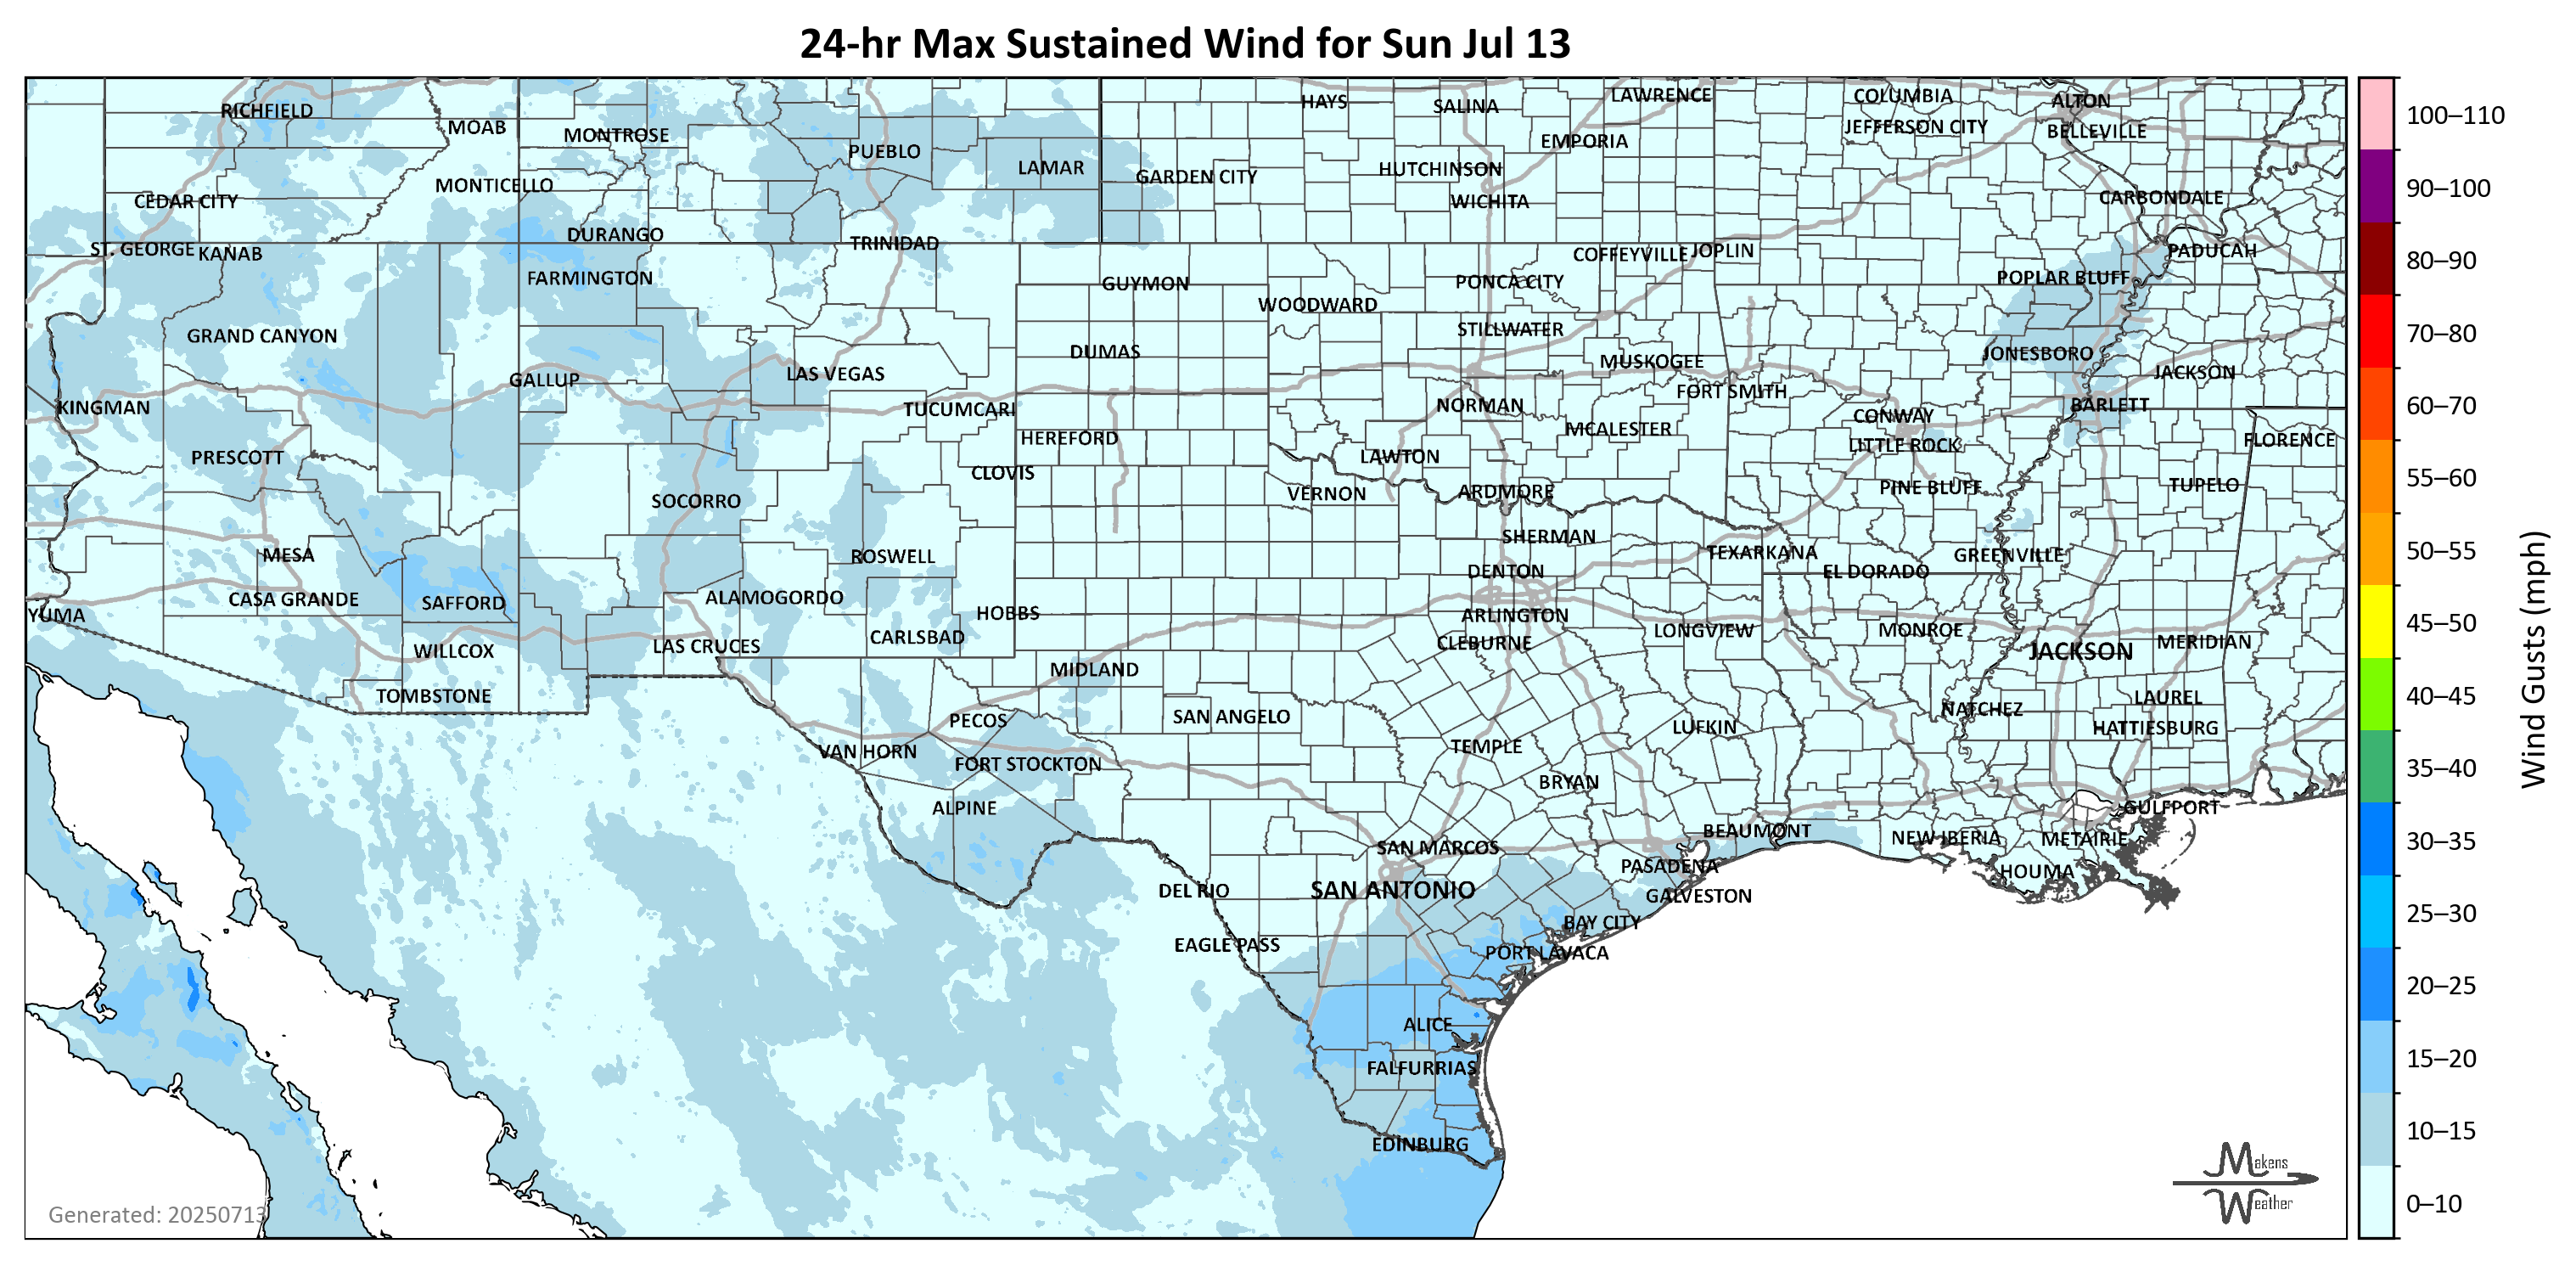 24-hr Max Sustained Wind for Sun Jul 13
RICHFIELD
MOAB
MONTROSE
PUEBLO
LAMAR
HAYS
SALINA
LAWRENCE
EMPORIA
COLUMBIA
JEFFERSON CITY
ALTON
BELLEVILLE
CEDAR CITY
MONTICELLO
GARDEN CITY
HUTCHINSON
WICHITA
CARBONDALE
ST. GEORGE
KANAB
DURANGO
TRINIDAD
FARMINGTON
GUYMON
WOODWARD
PONCA CITY
COFFEYVILLE
JOPLIN
POPLAR BLUFF
PADUCAH
GRAND CANYON
DUMAS
STILLWATER
MUSKOGEE
JONESBORO
JACKSON
GALLUP
LAS VEGAS
FORT SMITH
KINGMAN
TUCUMCARI
NORMAN
CONWAY
BARLETT
HEREFORD
MCALESTER
LITTLE ROCK
FLORENCE
PRESCOTT
CLOVIS
LAWTON
SOCORRO
VERNON
ARDMORE
PINE BLUFF
TUPELO
MESA
ROSWELL
SHERMAN
TEXARKANA
GREENVILLE
DENTON
EL DORADO
YUMA
CASA GRANDE
SAFFORD
ALAMOGORDO
HOBBS
ARLINGTON
CLEBURNE
LONGVIEW
MONROE
JACKSON
MERIDIAN
WILLCOX
LAS CRUCES
CARLSBAD
MIDLAND
TOMBSTONE
PECOS
SAN ANGELO
LUFKIN
NATCHEZ
LAUREL
HATTIESBURG
VAN HORN
FORT STOCKTON
TEMPLE
BRYAN
ALPINE
GULFPORT
BEAUMONT
NEW IBERIA
METAIRIE
SAN MARCOS
PASADENA
HOUMA
DEL RIO
SAN ANTONIO
GALVESTON
BAY CITY
EAGLE PASS
PORT LAVACA
ALICE
FALFURRIAS
EDINBURG
Generated: 20250713
Makens
Weather
100–110
90–100
80–90
70–80
60–70
55–60
50–55
45–50
40–45
35–40
30–35
25–30
20–25
15–20
10–15
0–10
Wind Gusts (mph)